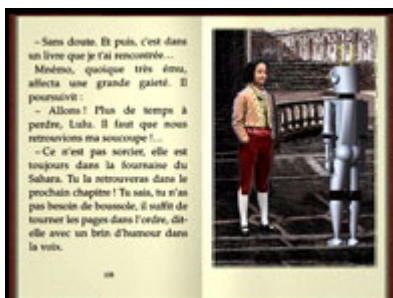 – Sans doute. Et puis, c'est dans
un livre que je t'ai rencontrée…
Mnémo, quoique très ému,
affecta une grande gaieté. Il
poursuivit :
– Allons ! Plus de temps à
perdre, Lulu. Il faut que nous
retrouvions ma soucoupe !...
– Ce n'est pas sorcier, elle est
toujours dans la fournaise du
Sahara. Tu la retrouveras dans le
prochain chapitre ! Tu sais, tu n'as
pas besoin de boussole, il suffit de
tourner les pages dans l'ordre, dit-
elle avec un brin d'humour dans
la voix.